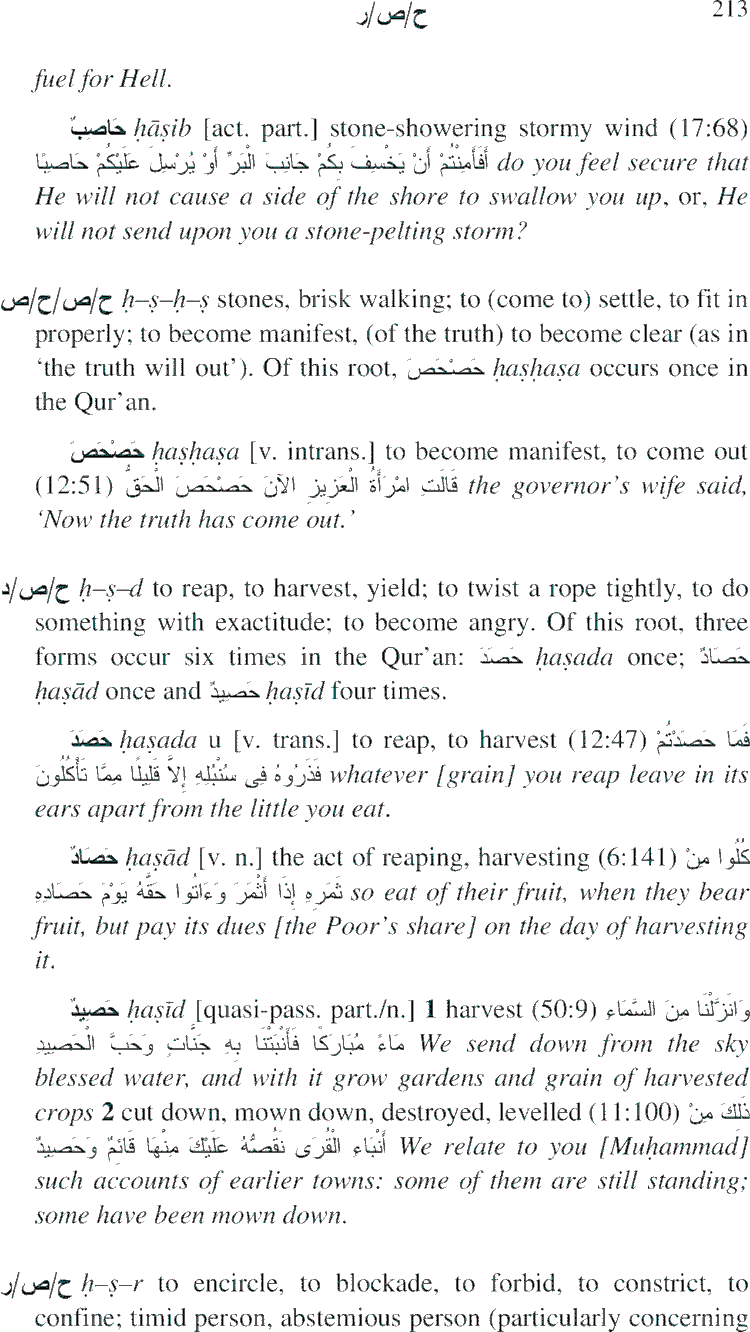 ح/ص/ر 213
fuel for Hell.
حَاصِبٌ ḥāṣib [act. part.] stone-showering stormy wind (17:68)
أَفَأَمِنْتُمْ أَنْ يَخْسِفَ بِكُمْ جَانِبَ الْبَرِّ أَوْ يُرْسِلَ عَلَيْكُمْ حَاصِبًا do you feel secure that
He will not cause a side of the shore to swallow you up, or, He
will not send upon you a stone-pelting storm?
ح/ص/ح/ص ḥ–ṣ–ḥ–ṣ stones, brisk walking; to (come to) settle, to fit in
properly; to become manifest, (of the truth) to become clear (as in
‘the truth will out’). Of this root, حَصْحَصَ ḥaṣḥaṣa occurs once in
the Qur’an.
حَصْحَصَ ḥaṣḥaṣa [v. intrans.] to become manifest, to come out
(12:51) قَالَتِ امْرَأَةُ الْعَزِيزِ الآنَ حَصْحَصَ الْحَقُّ the governor’s wife said,
‘Now the truth has come out.’
ح/ص/د ḥ–ṣ–d to reap, to harvest, yield; to twist a rope tightly, to do
something with exactitude; to become angry. Of this root, three
forms occur six times in the Qur’an: حَصَدَ ḥaṣada once; حَصَادٌ
ḥaṣād once and حَصِيدٌ ḥaṣīd four times.
حَصَدَ ḥaṣada u [v. trans.] to reap, to harvest (12:47) فَمَا حَصَدْتُمْ
فَذَرُوهُ فِى سُنْبُلِهِ إِلاَّ قَلِيلًا مِمَّا تَأْكُلُونَ whatever [grain] you reap leave in its
ears apart from the little you eat.
حَصَادٌ ḥaṣād [v. n.] the act of reaping, harvesting (6:141) كُلُوا مِنْ
ثَمَرِهِ إِذَا أَثْمَرَ وَءَاتُوا حَقَّهُ يَوْمَ حَصَادِهِ so eat of their fruit, when they bear
fruit, but pay its dues [the Poor’s share] on the day of harvesting
it.
حَصِيدٌ ḥaṣīd [quasi-pass. part./n.] 1 harvest (50:9) وَانَزَّلْنَا مِنَ السَّمَاءِ
مَاءً مُبَارَكًا فَأَنْبَتْنَا بِهِ جَنَّاتٍ وَحَبَّ الْحَصِيدِ We send down from the sky
blessed water, and with it grow gardens and grain of harvested
crops 2 cut down, mown down, destroyed, levelled (11:100) ذَلِكَ مِنْ
أَنْبَاءِ الْقُرَى نَقُصُّهُ عَلَيْكَ مِنْهَا قَائِمٌ وَحَصِيدٌ We relate to you [Muḥammad]
such accounts of earlier towns: some of them are still standing;
some have been mown down.
ح/ص/ر ḥ–ṣ–r to encircle, to blockade, to forbid, to constrict, to
confine; timid person, abstemious person (particularly concerning